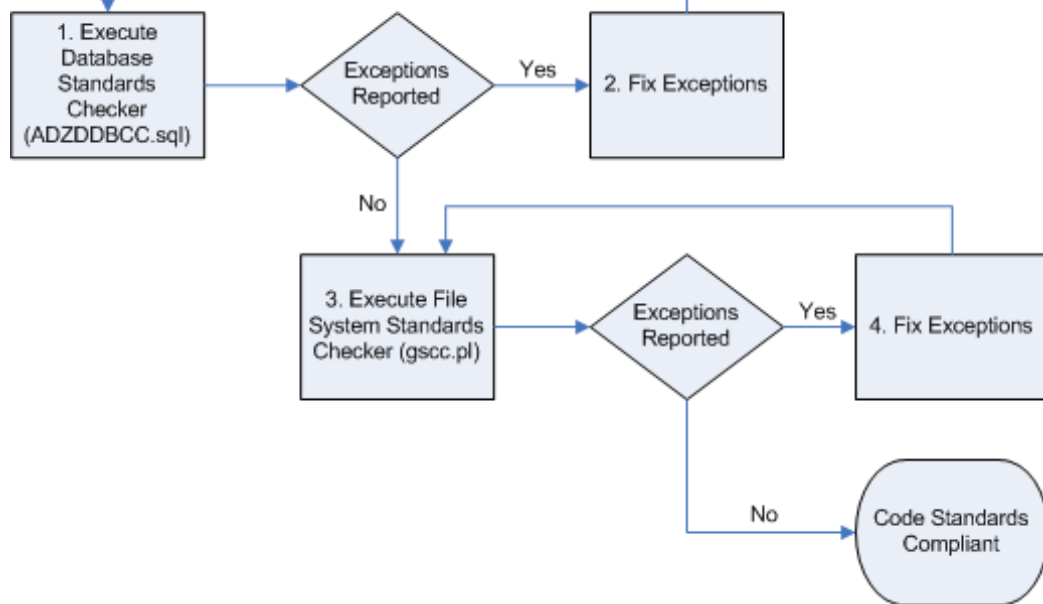 1. Execute
Database
Standards
Checker
(ADZDDBCC.sql)
Exceptions
Reported
Yes
2. Fix Exceptions
No
3. Execute File
System Standards
Checker (gscc.pl)
Exceptions
Reported
Yes
4. Fix Exceptions
No
Code Standards
Compliant